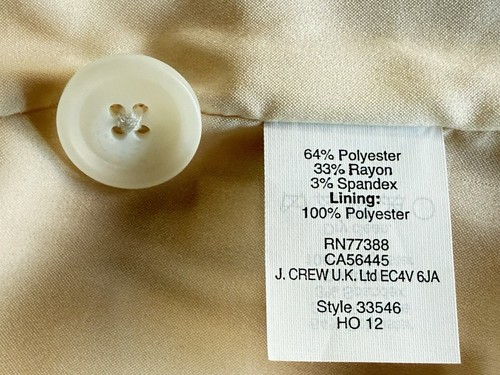 64% Polyester
33% Rayon
3% Spandex
Lining:
100% Polyester
RN77388
CA56445
J. CREW U.K. Ltd EC4V 6JA
Style 33546
HO 12